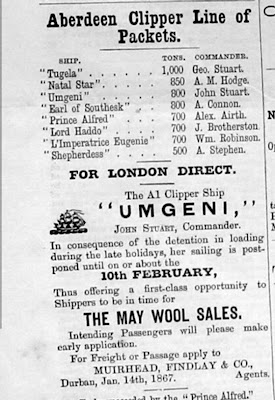 Aberdeen Clipper Line of
Packets.
SHIP. TONS. COMMANDER.
"Tugela" . . . . . . 1,000 Geo. Stuart.
"Natal Star" . . . . . 850 A. M. Hodge.
"Umgeni" . . . . . . 800 John Stuart.
"Earl of Southesk" . . . 800 A. Connon.
"Prince Alfred" . . . . 700 Alex. Airth.
"Lord Haddo" . . . . . 700 J. Brotherston.
"L'Imperatrice Eugenie" 700 Wm. Robinson.
"Shepherdess" . . . . 500 A. Stephen.
FOR LONDON DIRECT.
The A1 Clipper Ship
"UMGENI,"
JOHN STUART, Commander.
In consequence of the detention in loading
during the late holidays, her sailing is post-
poned until on or about the
10th FEBRUARY,
Thus offering a first-class opportunity to
Shippers to be in time for
THE MAY WOOL SALES.
Intending Passengers will please make
early application.
For Freight or Passage apply to
MUIRHEAD, FINDLAY & CO.,
Durban, Jan. 14th, 1867. Agents.
by the "Prince Alfred."